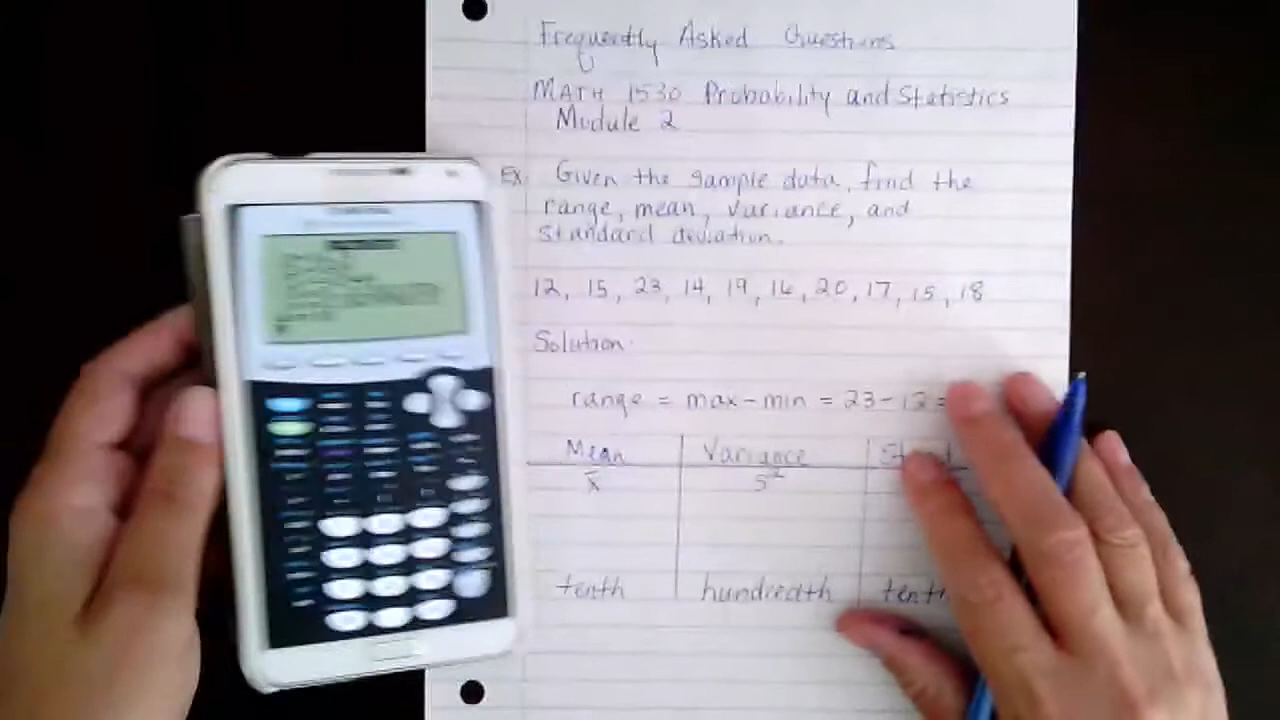 Frequently Asked Questions
MATH 1530 Probability and Statistics
Module 2
Ex. Given the sample data, find the
range, mean, variance, and
standard deviation.
12, 15, 23, 14, 19, 16, 20, 17, 15, 18
Solution:
range = max - min = 23 - 12 =
Mean Variance
x̄ s²
tenth hundredth tenth